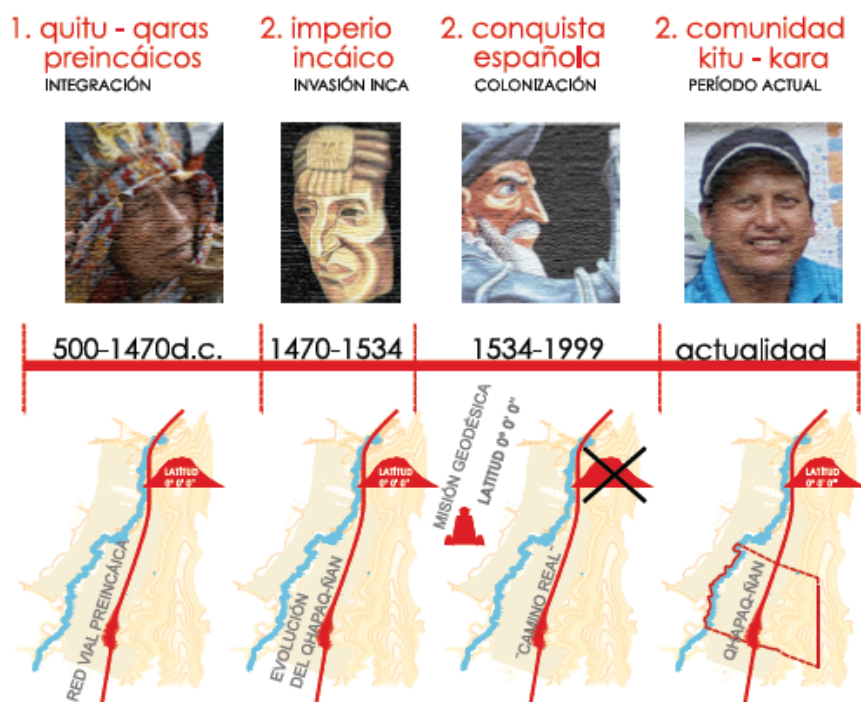 1. quitu - qaras
preincáicos
INTEGRACIÓN
2. imperio
incáico
INVASIÓN INCA
2. conquista
española
COLONIZACIÓN
2. comunidad
kitu - kara
PERÍODO ACTUAL
500-1470d.c.
1470-1534
1534-1999
actualidad
LATITUD
0° 0' 0"
RED VIAL PREINCÁICA
LATITUD
0° 0' 0"
EVOLUCIÓN
DEL QHAPAQ-ÑAN
MISIÓN GEODÉSICA
LATITUD 0° 0' 0"
"CAMINO REAL"
LATITUD
0° 0' 0"
QHAPAQ-ÑAN